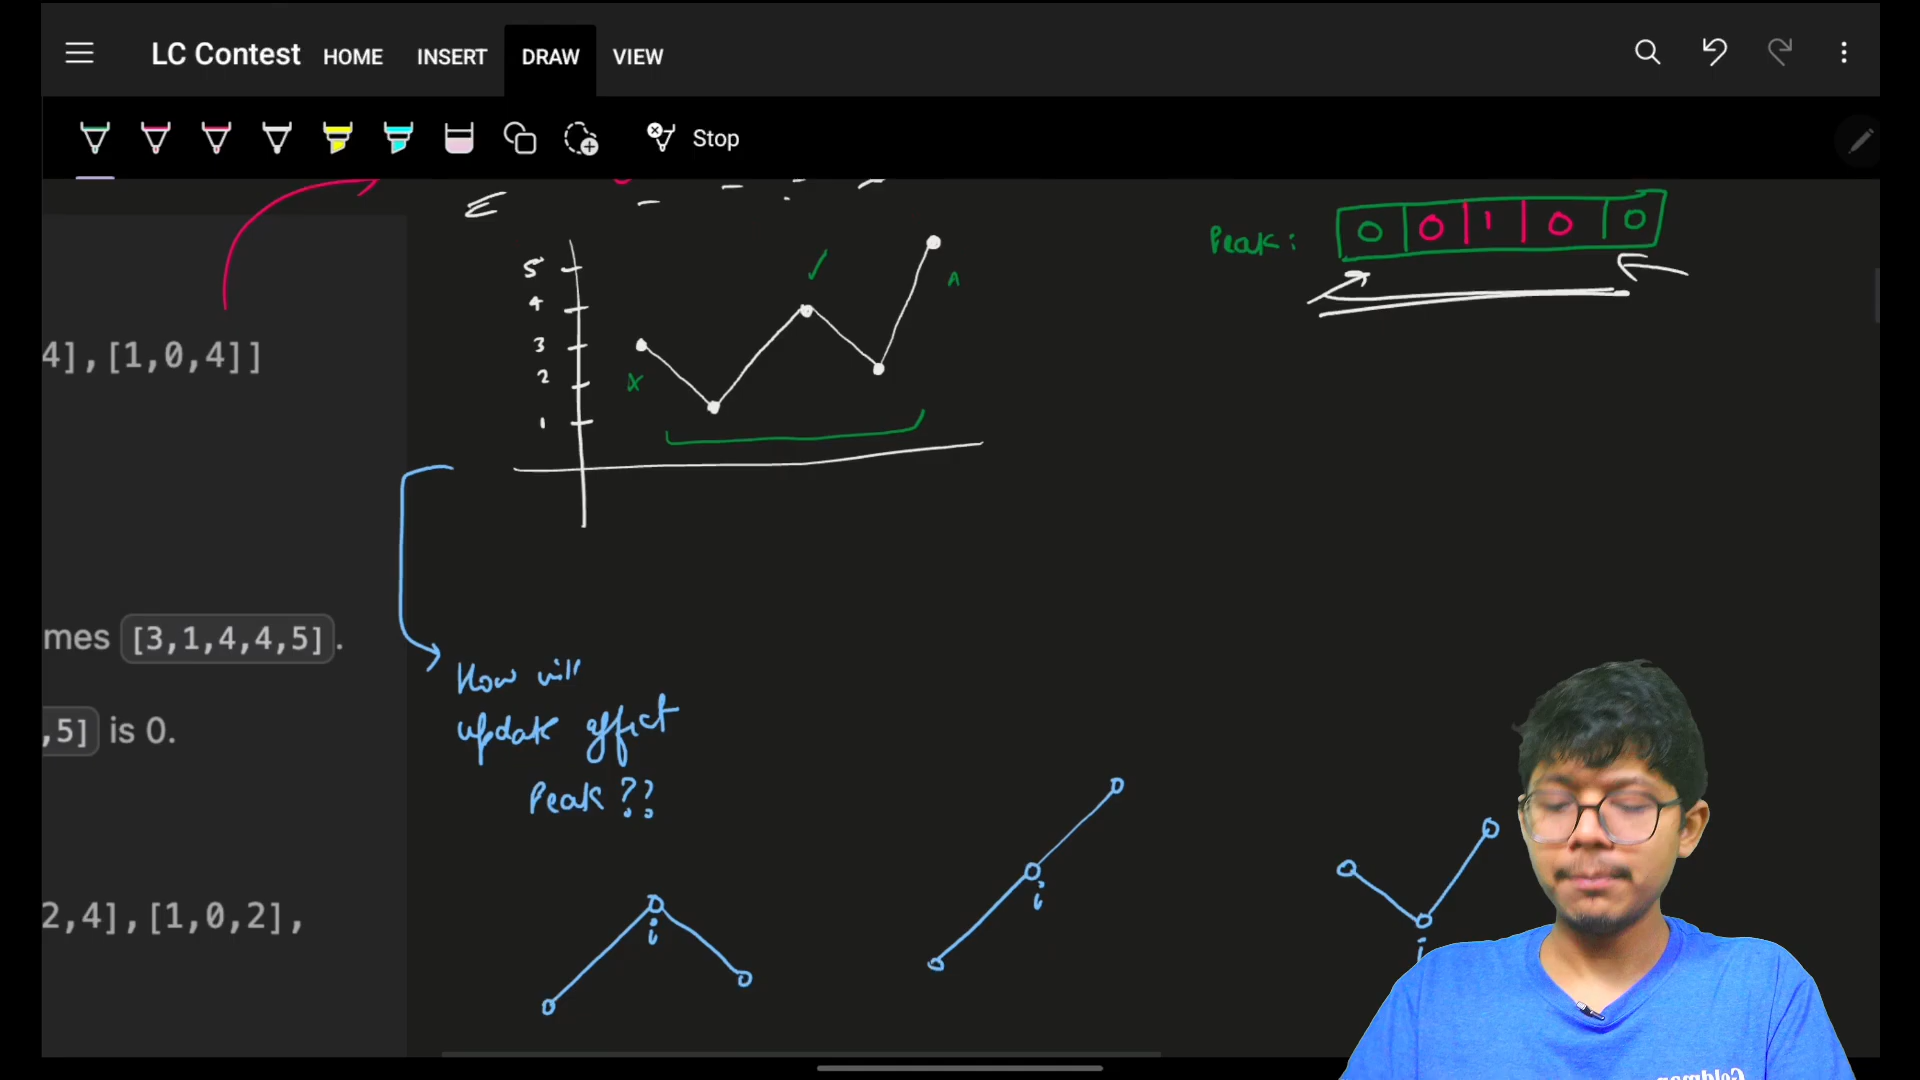 LC Contest HOME INSERT DRAW VIEW
Stop
Peak: 0 0 1 0 0
5
4
3
2
1
4],[1,0,4]]
mes [3,1,4,4,5].
,5] is 0.
2,4],[1,0,2],
How will
update effect
Peak ??
i
i
i